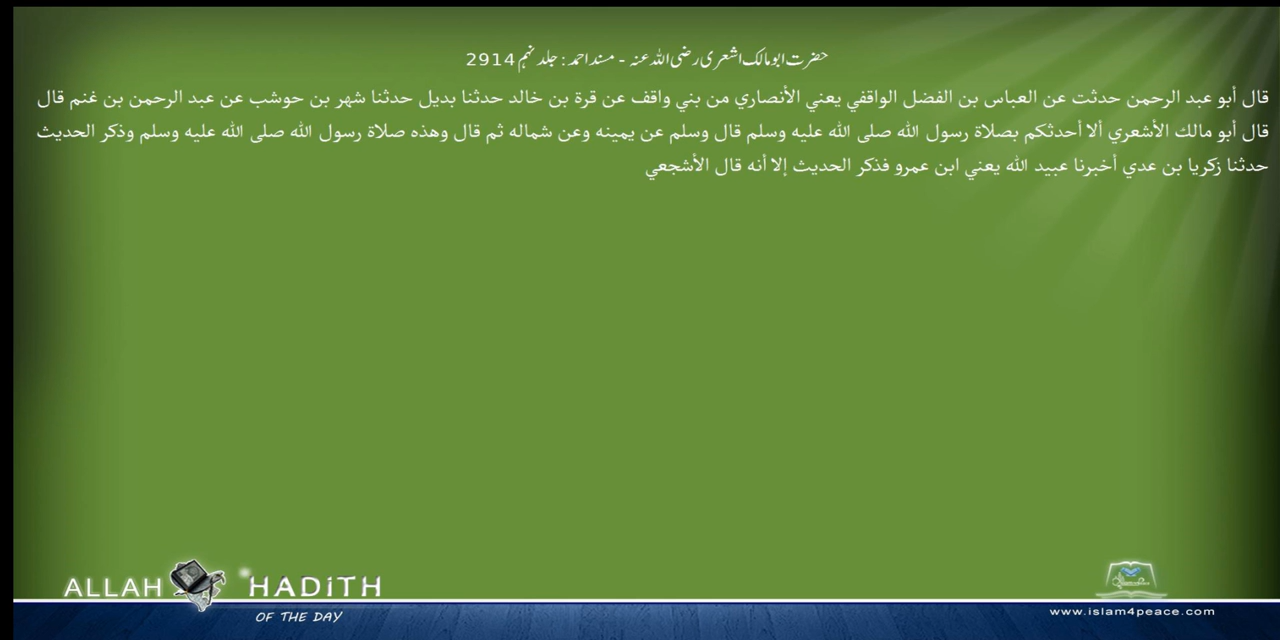 حضرت ابومالک اشعری رضی اللہ عنہ - مسند احمد : جلد نہم 2914
قال أبو عبد الرحمن حدثت عن العباس بن الفضل الواقفي يعني الأنصاري من بني واقف عن قرة بن خالد حدثنا بديل حدثنا شهر بن حوشب عن عبد الرحمن بن غنم قال
قال أبو مالك الأشعري ألا أحدثكم بصلاة رسول الله صلى الله عليه وسلم قال وسلم عن يمينه وعن شماله ثم قال وهذه صلاة رسول الله صلى الله عليه وسلم وذكر الحديث
حدثنا زكريا بن عدي أخبرنا عبيد الله يعني ابن عمرو فذكر الحديث إلا أنه قال الأشجعي
ALLAH HADITH
OF THE DAY
www.islam4peace.com